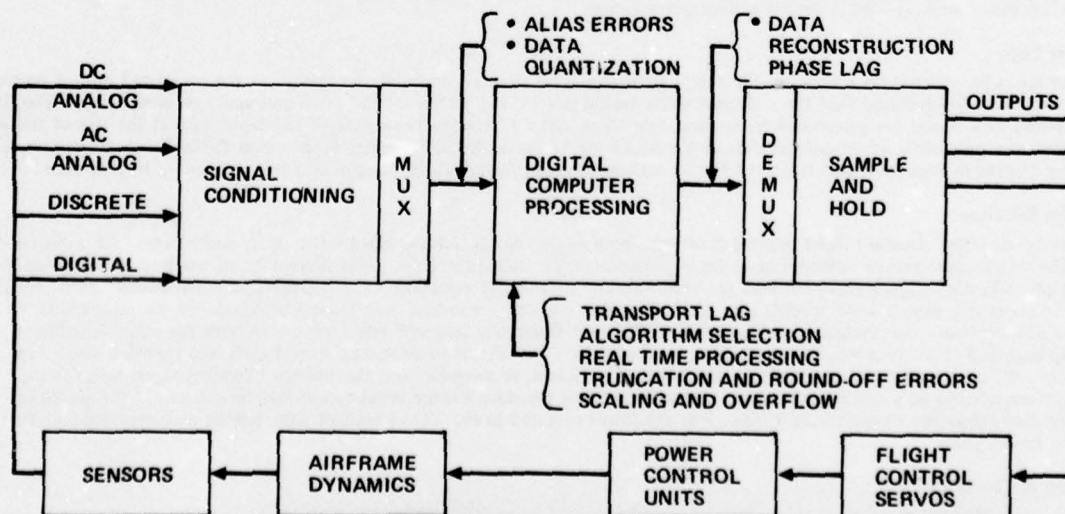 • ALIAS ERRORS
• DATA
QUANTIZATION
• DATA
RECONSTRUCTION
PHASE LAG
DC
ANALOG
AC
ANALOG
DISCRETE
DIGITAL
SIGNAL
CONDITIONING
MUX
DIGITAL
COMPUTER
PROCESSING
DEMUX
SAMPLE
AND
HOLD
OUTPUTS
TRANSPORT LAG
ALGORITHM SELECTION
REAL TIME PROCESSING
TRUNCATION AND ROUND-OFF ERRORS
SCALING AND OVERFLOW
SENSORS
AIRFRAME
DYNAMICS
POWER
CONTROL
UNITS
FLIGHT
CONTROL
SERVOS